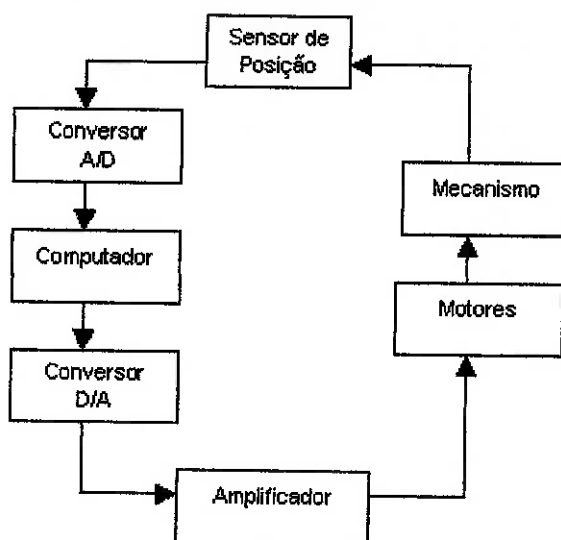 Sensor de
Posição
Conversor
A/D
Mecanismo
Computador
Motores
Conversor
D/A
Amplificador